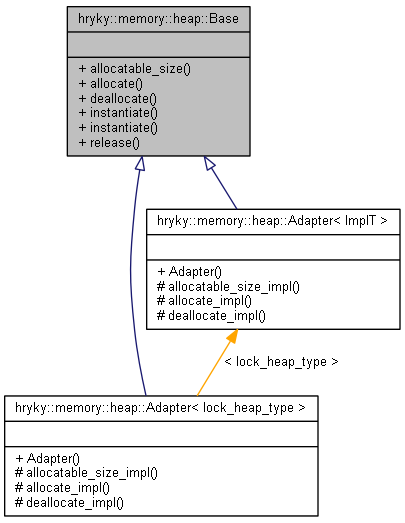 hryky::memory::heap::Base
+ allocatable_size()
+ allocate()
+ deallocate()
+ instantiate()
+ instantiate()
+ release()
hryky::memory::heap::Adapter< ImplT >
+ Adapter()
# allocatable_size_impl()
# allocate_impl()
# deallocate_impl()
< lock_heap_type >
hryky::memory::heap::Adapter< lock_heap_type >
+ Adapter()
# allocatable_size_impl()
# allocate_impl()
# deallocate_impl()